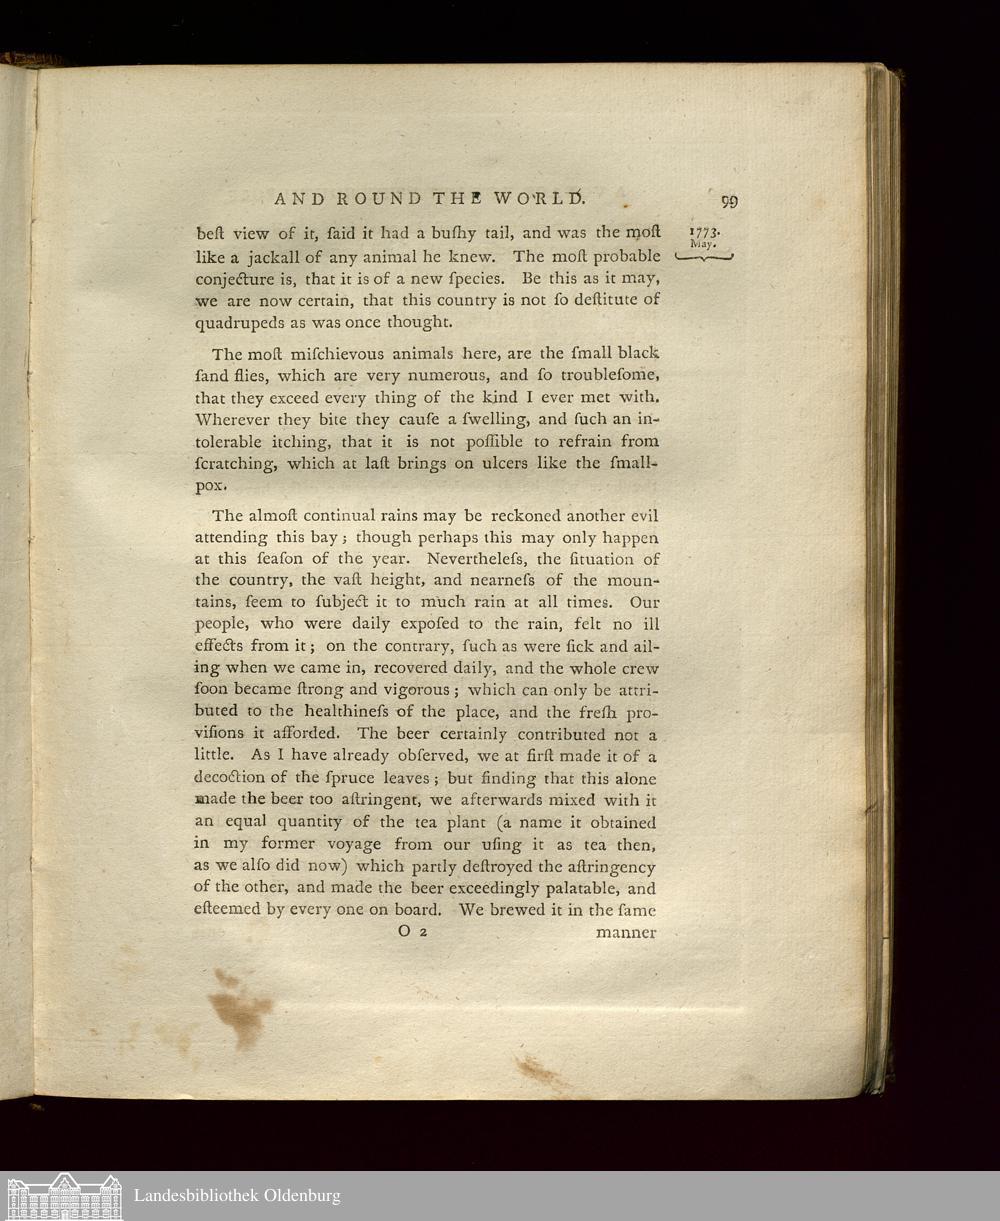 AND ROUND THE WORLD. 99
beſt view of it, ſaid it had a buſhy tail, and was the moſt
1773.
May.
like a jackall of any animal he knew. The moſt probable
conjecture is, that it is of a new ſpecies. Be this as it may,
we are now certain, that this country is not ſo deſtitute of
quadrupeds as was once thought.
The moſt miſchievous animals here, are the ſmall black
ſand flies, which are very numerous, and ſo troubleſome,
that they exceed every thing of the kind I ever met with.
Wherever they bite they cauſe a ſwelling, and ſuch an in-
tolerable itching, that it is not poſſible to refrain from
ſcratching, which at laſt brings on ulcers like the ſmall-
pox.
The almoſt continual rains may be reckoned another evil
attending this bay; though perhaps this may only happen
at this ſeaſon of the year. Nevertheleſs, the ſituation of
the country, the vaſt height, and nearneſs of the moun-
tains, ſeem to ſubject it to much rain at all times. Our
people, who were daily expoſed to the rain, felt no ill
effects from it; on the contrary, ſuch as were ſick and ail-
ing when we came in, recovered daily, and the whole crew
ſoon became ſtrong and vigorous; which can only be attri-
buted to the healthineſs of the place, and the freſh pro-
viſions it afforded. The beer certainly contributed not a
little. As I have already obſerved, we at firſt made it of a
decoction of the ſpruce leaves; but finding that this alone
made the beer too aſtringent, we afterwards mixed with it
an equal quantity of the tea plant (a name it obtained
in my former voyage from our uſing it as tea then,
as we alſo did now) which partly deſtroyed the aſtringency
of the other, and made the beer exceedingly palatable, and
eſteemed by every one on board. We brewed it in the ſame
O 2 manner
Landesbibliothek Oldenburg